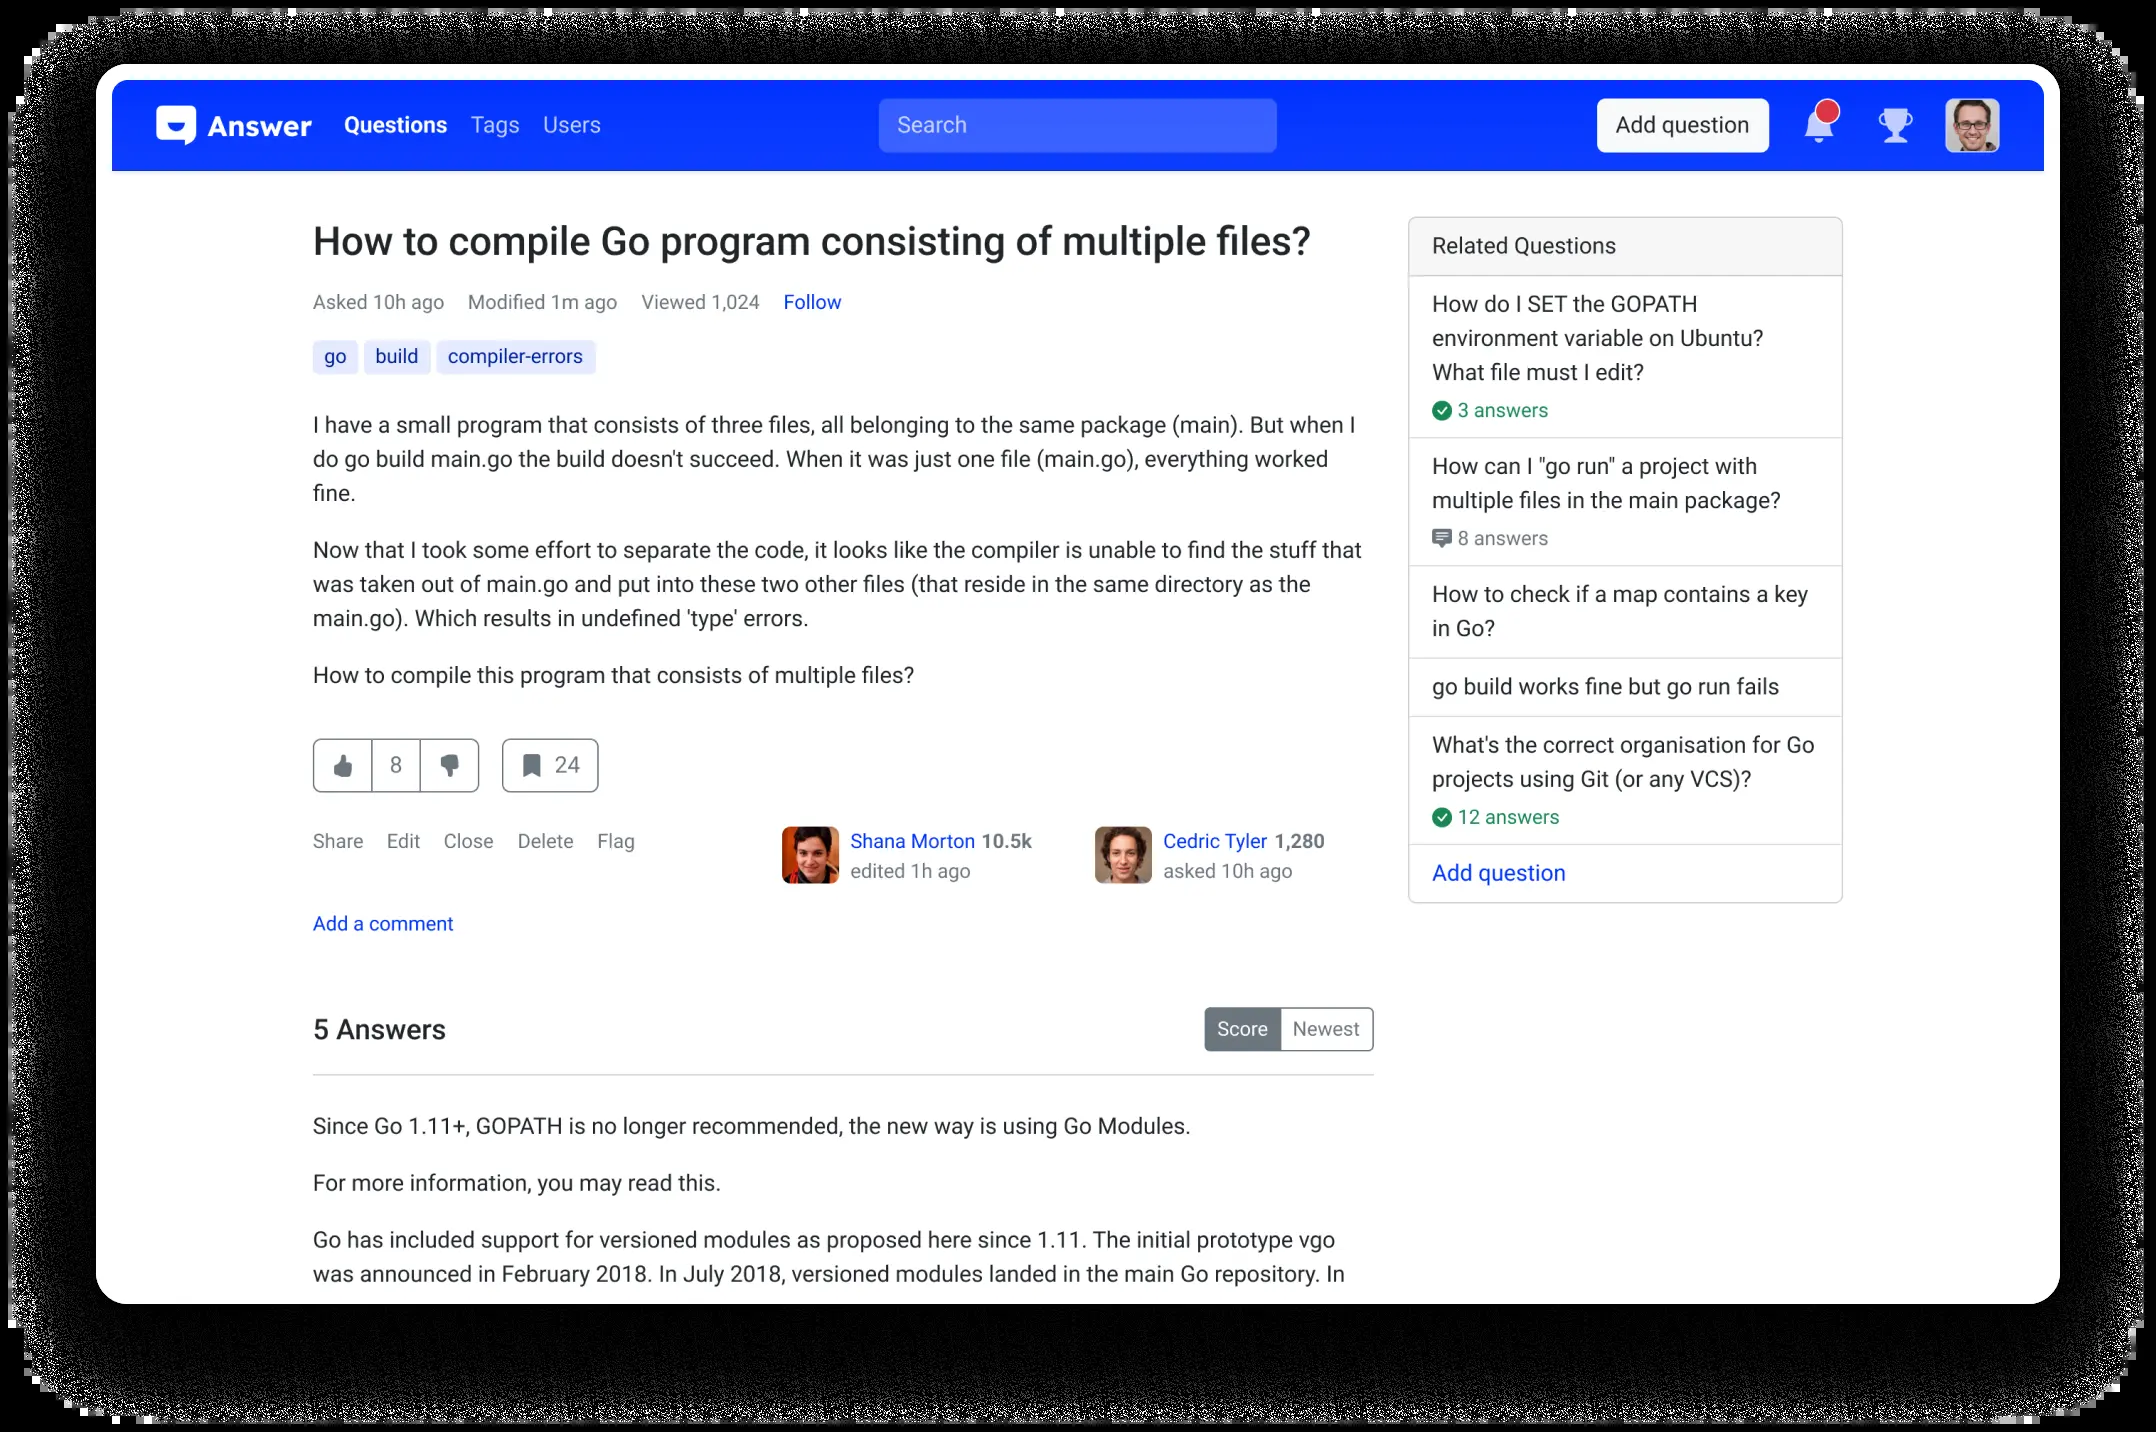 Answer
Questions
Tags
Users
Search
Add question
How to compile Go program consisting of multiple files?
Asked 10h ago
Modified 1m ago
Viewed 1,024
Follow
go
build
compiler-errors
I have a small program that consists of three files, all belonging to the same package (main). But when I
do go build main.go the build doesn't succeed. When it was just one file (main.go), everything worked
fine.
Now that I took some effort to separate the code, it looks like the compiler is unable to find the stuff that
was taken out of main.go and put into these two other files (that reside in the same directory as the
main.go). Which results in undefined 'type' errors.
How to compile this program that consists of multiple files?
8
24
Share
Edit
Close
Delete
Flag
Shana Morton 10.5k
edited 1h ago
Cedric Tyler 1,280
asked 10h ago
Add a comment
5 Answers
Score
Newest
Since Go 1.11+, GOPATH is no longer recommended, the new way is using Go Modules.
For more information, you may read this.
Go has included support for versioned modules as proposed here since 1.11. The initial prototype vgo
was announced in February 2018. In July 2018, versioned modules landed in the main Go repository. In
Related Questions
How do I SET the GOPATH
environment variable on Ubuntu?
What file must I edit?
3 answers
How can I "go run" a project with
multiple files in the main package?
8 answers
How to check if a map contains a key
in Go?
go build works fine but go run fails
What's the correct organisation for Go
projects using Git (or any VCS)?
12 answers
Add question